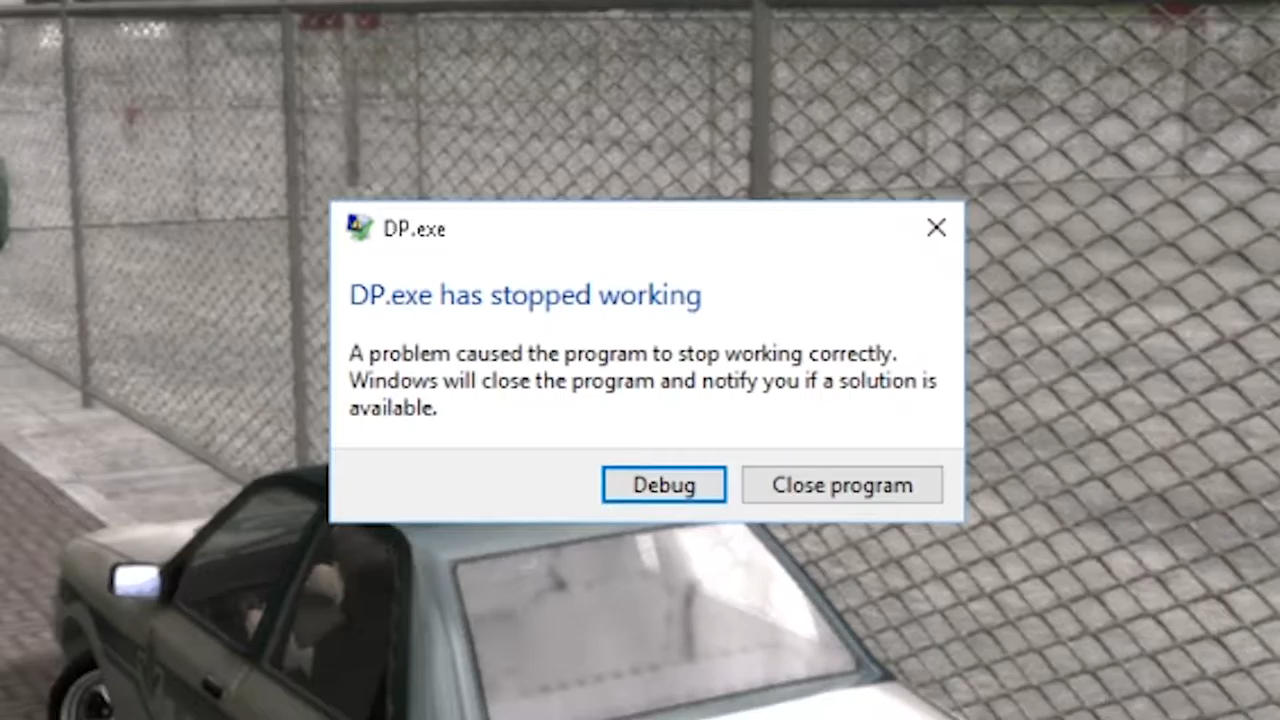 DP.exe
DP.exe has stopped working
A problem caused the program to stop working correctly.
Windows will close the program and notify you if a solution is
available.
Debug
Close program